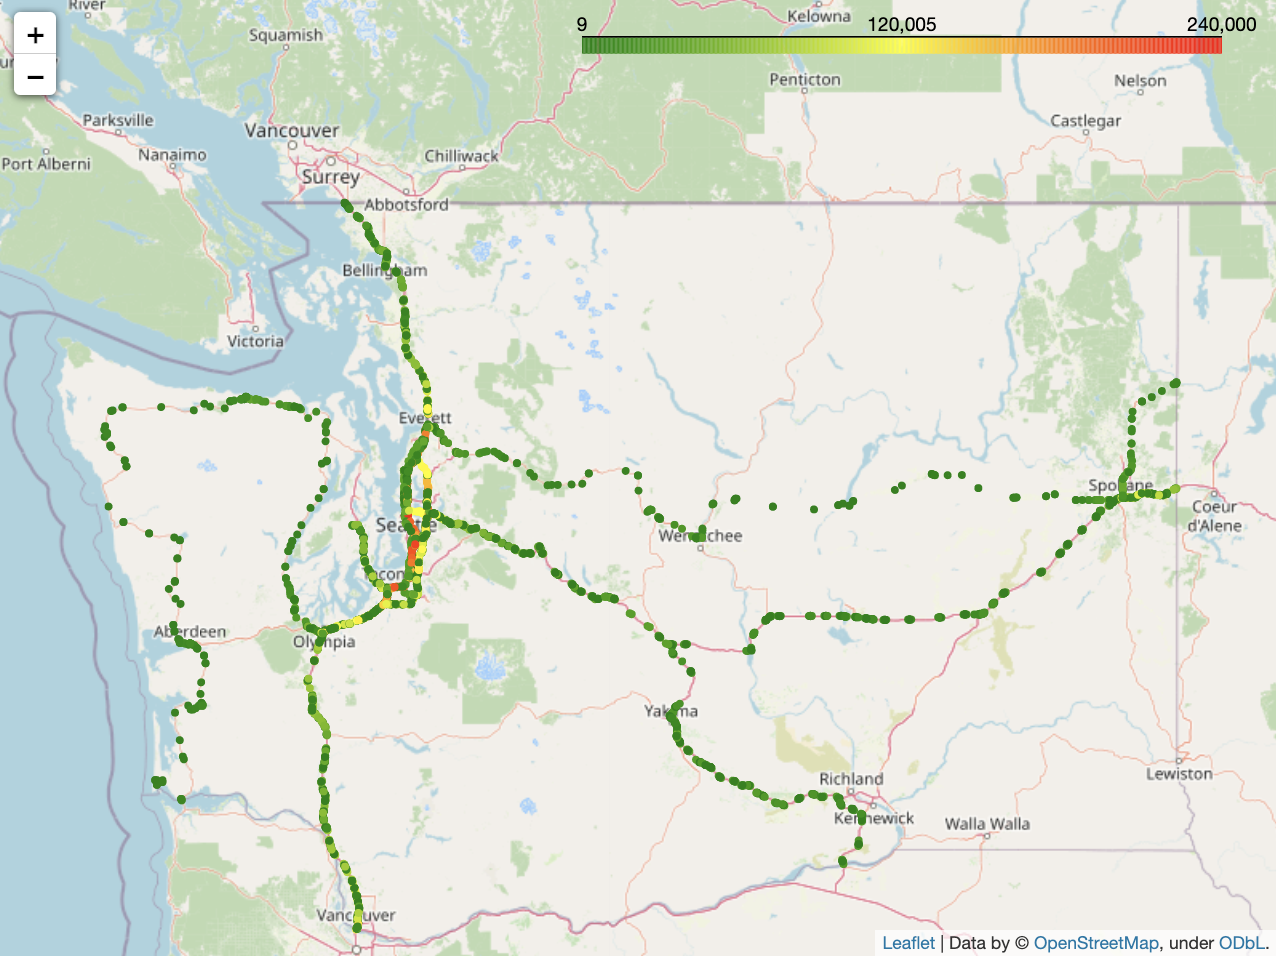 River
+
−
Squamish
9
120,005
240,000
Kelowna
Penticton
Nelson
Parksville
Vancouver
Castlegar
Port Alberni
Nanaimo
Chilliwack
Surrey
Abbotsford
Bellingham
Victoria
Everett
Spokane
Coeur
d'Alene
Seattle
Wenatchee
Aberdeen
Olympia
Yakima
Richland
Lewiston
Kennewick
Walla Walla
Vancouver
Leaflet | Data by © OpenStreetMap, under ODbL.